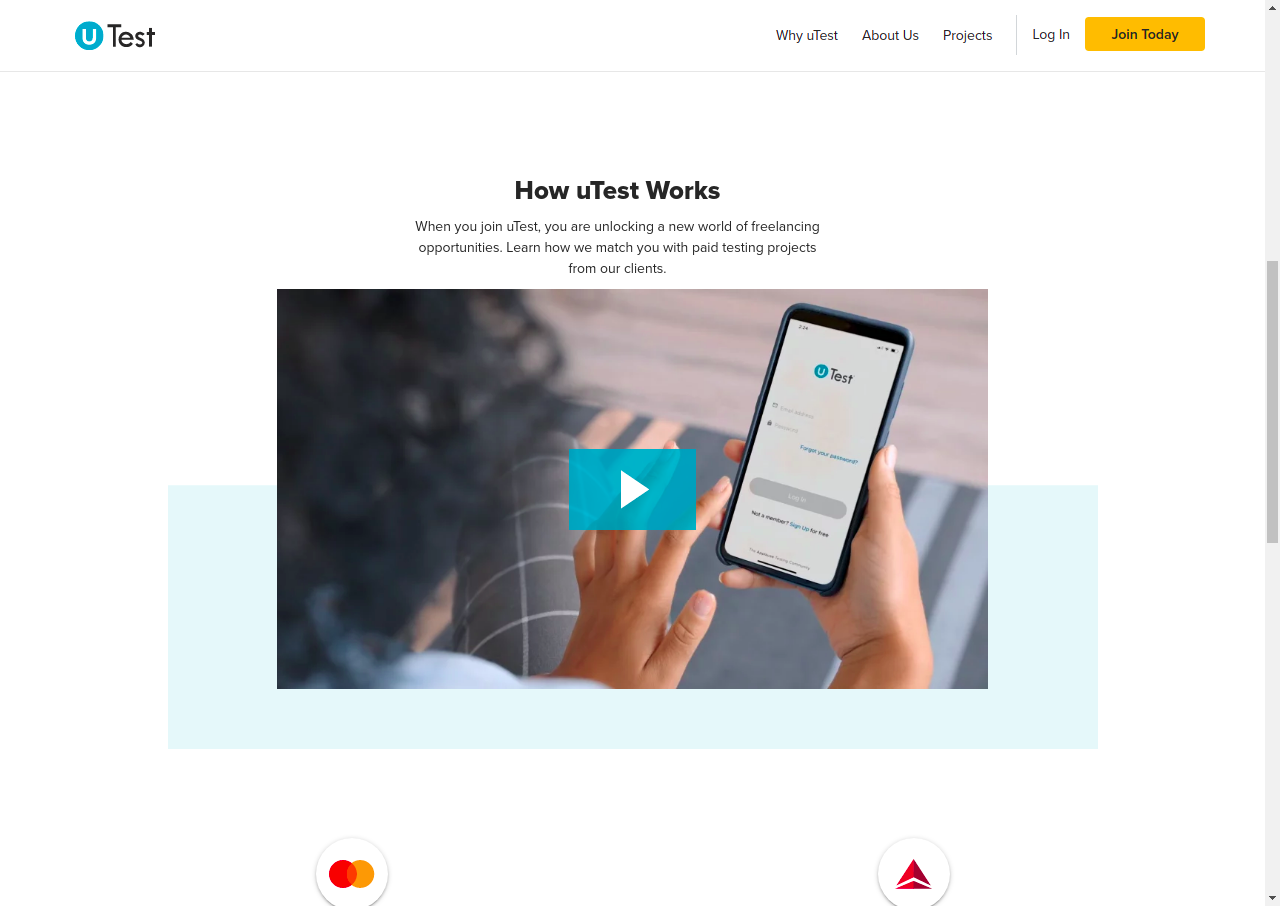 uTest
Why uTest
About Us
Projects
Log In
Join Today
How uTest Works
When you join uTest, you are unlocking a new world of freelancing
opportunities. Learn how we match you with paid testing projects
from our clients.
2:24
uTest
Email address
Password
Forgot your password?
Log In
Not a member? Sign Up for free
The Applause Testing Community